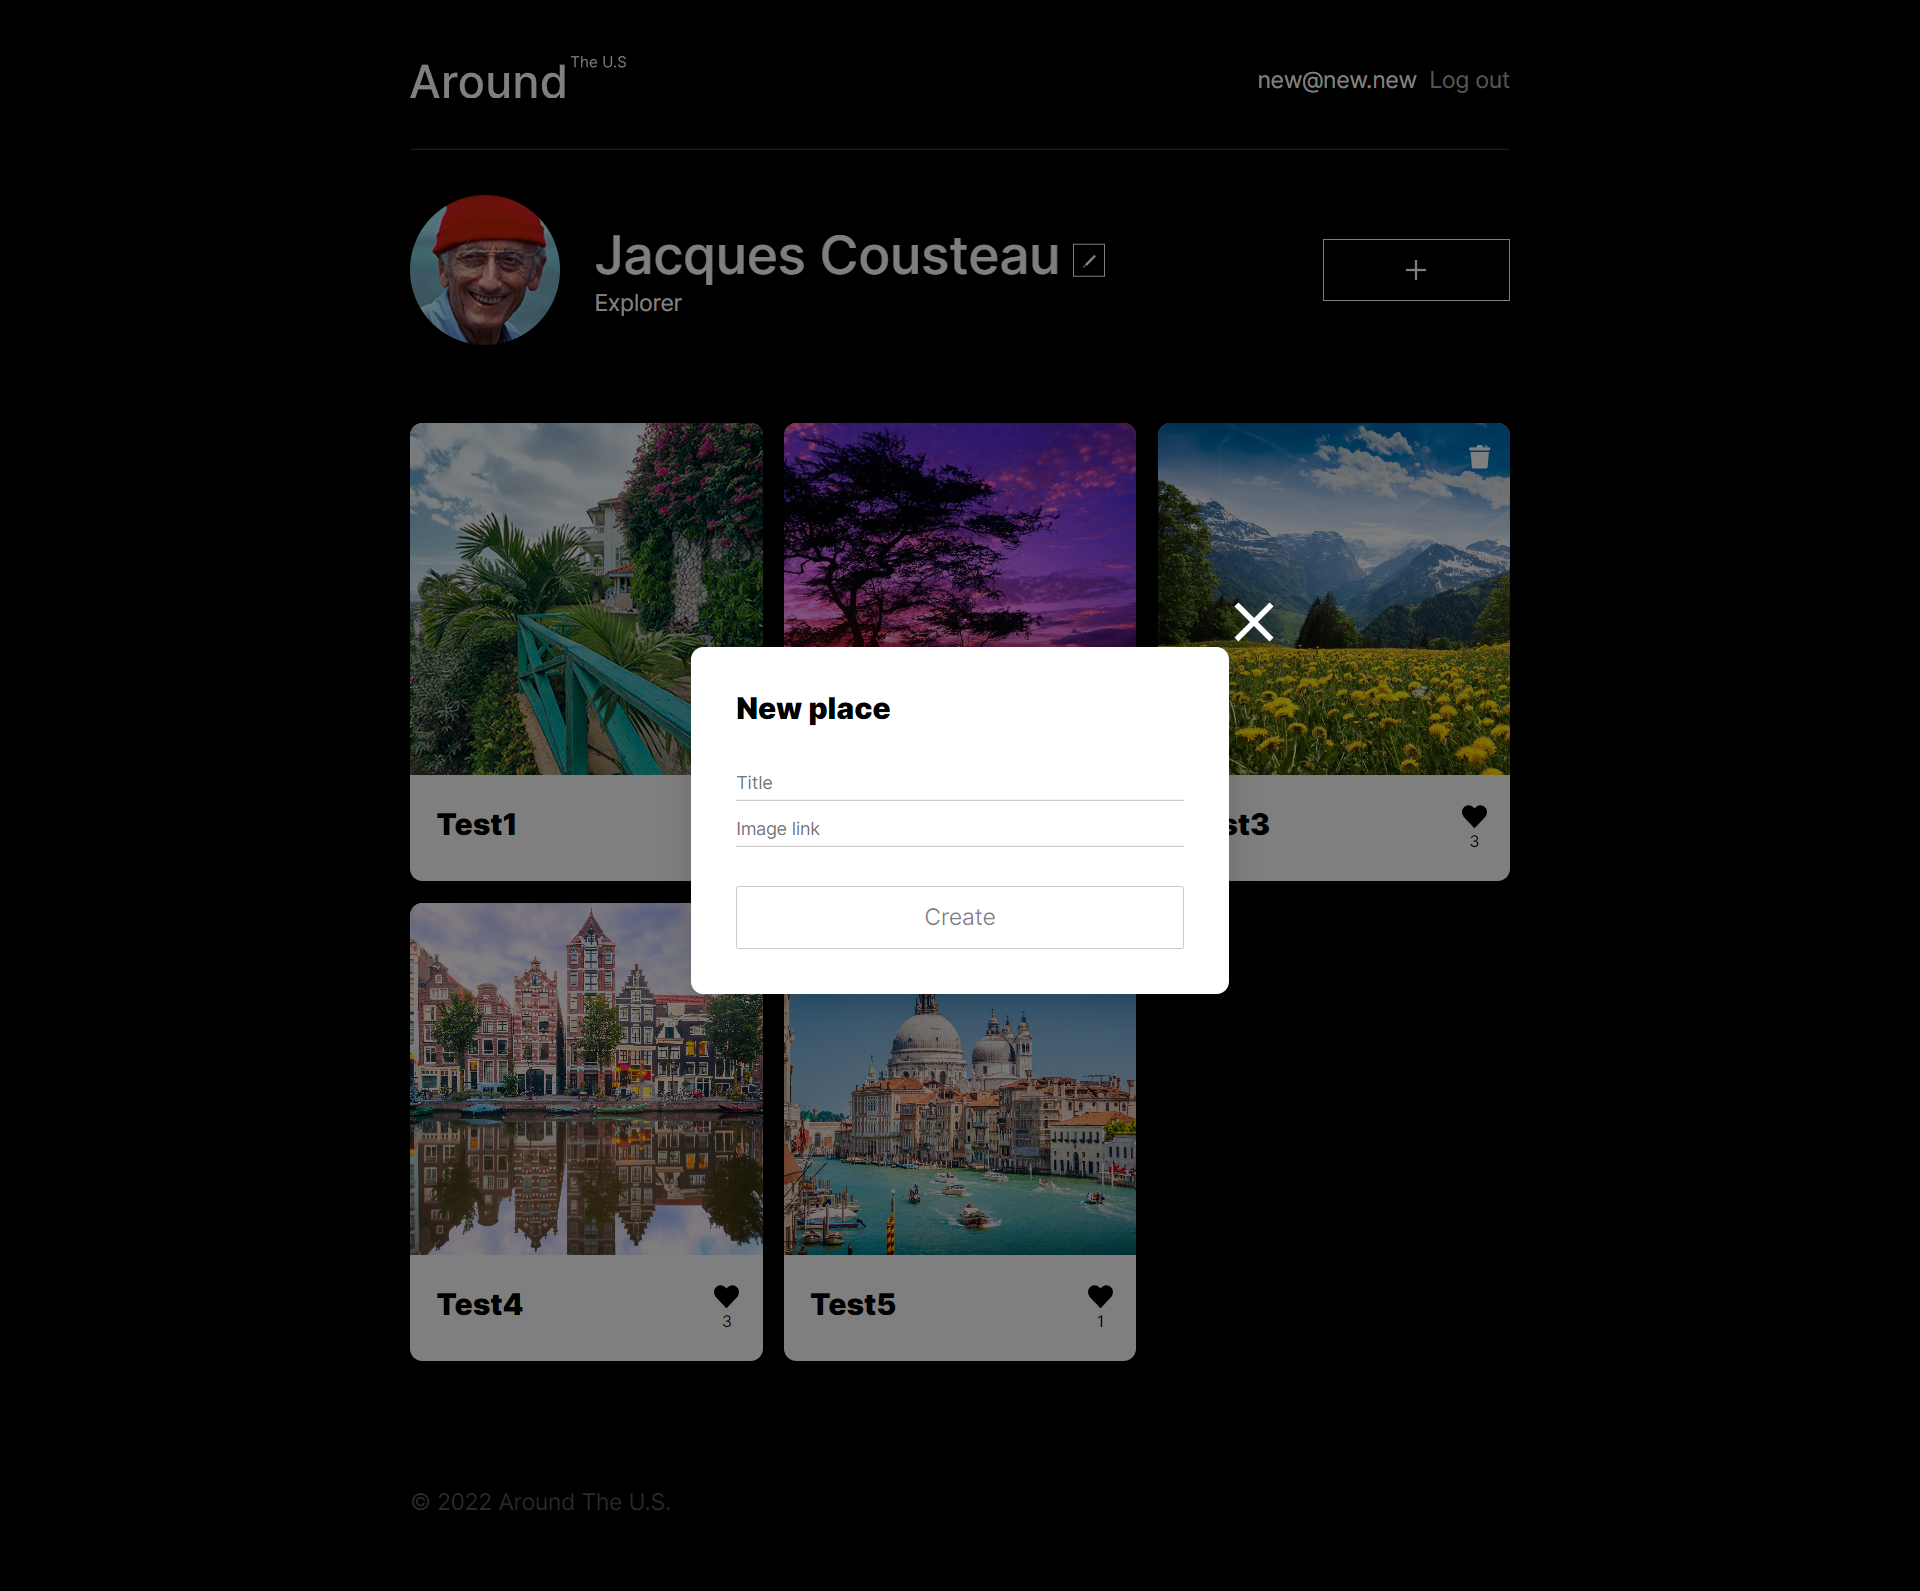 Around The U.S
new@new.new Log out
Jacques Cousteau
Explorer
New place
Title
Image link
Create
Test1
st3
3
Test4
3
Test5
1
© 2022 Around The U.S.